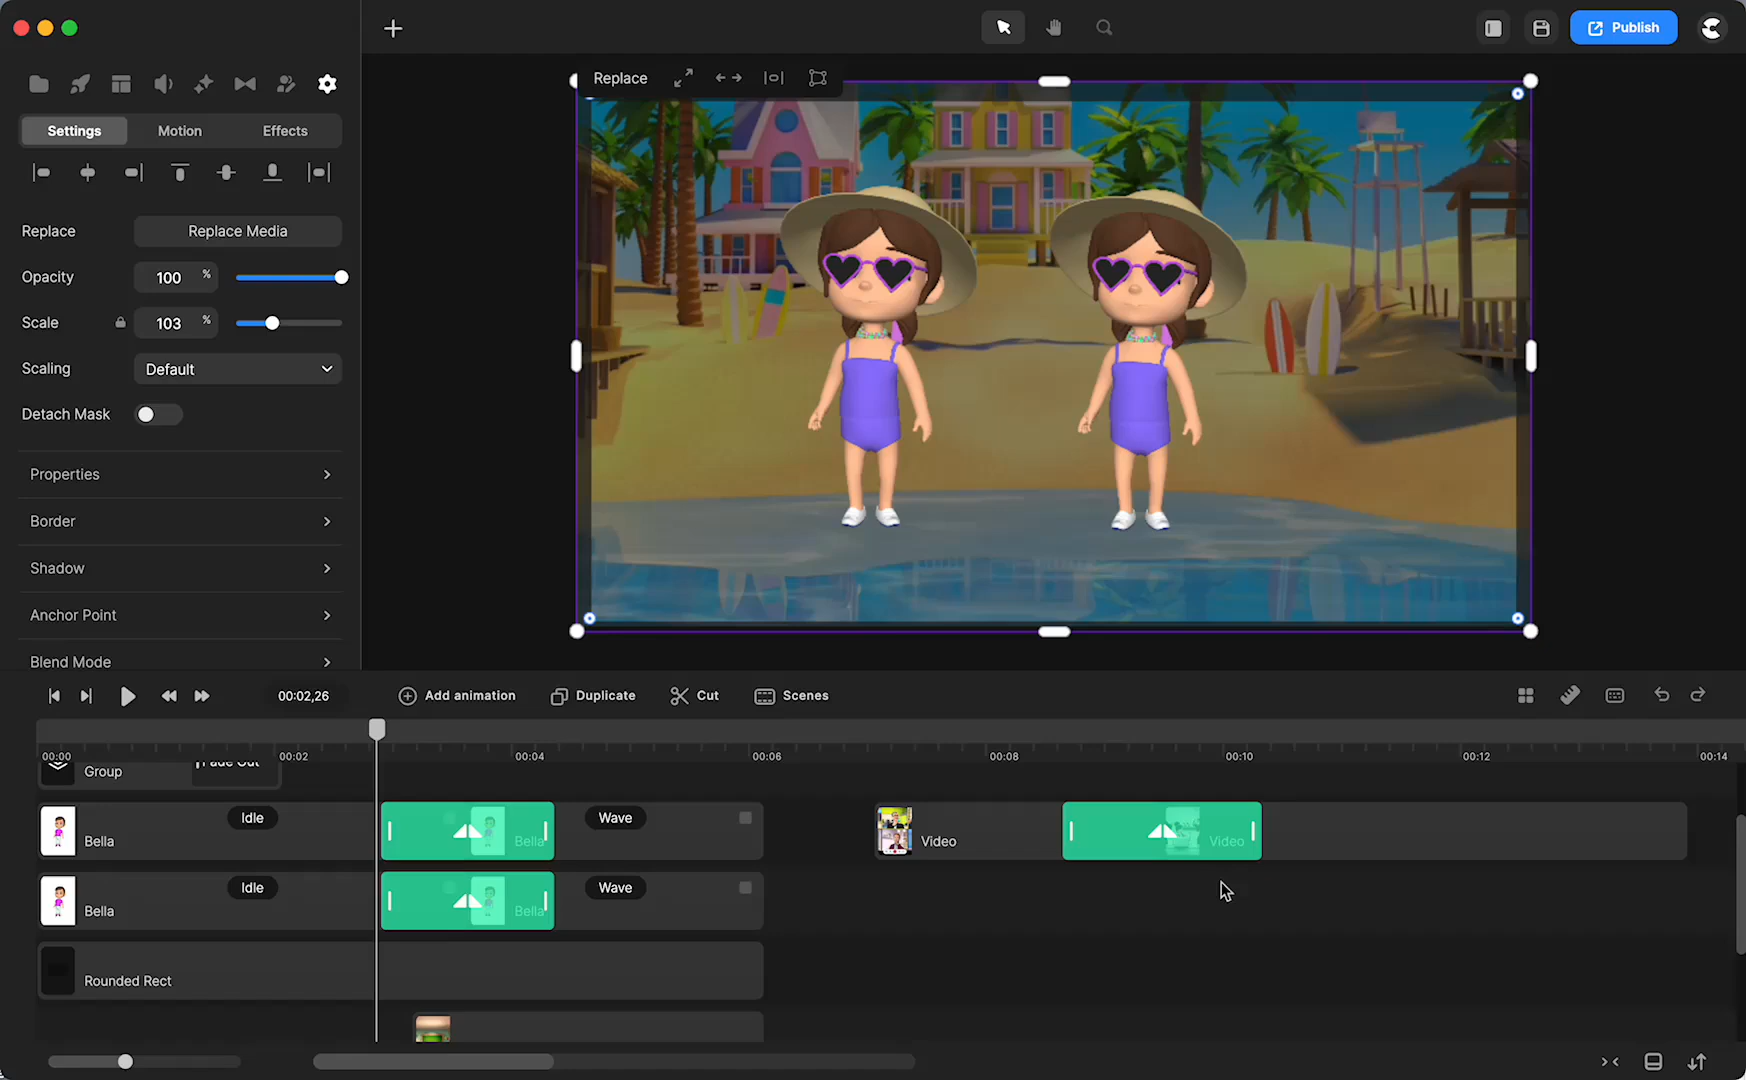 Publish
Replace
Settings
Motion
Effects
Replace
Replace Media
Opacity
100 %
Scale
103 %
Scaling
Default
Detach Mask
Properties
Border
Shadow
Anchor Point
Blend Mode
00:02,26
Add animation
Duplicate
Cut
Scenes
00:00
00:02
00:04
00:06
00:08
00:10
00:12
00:14
Group
Fade Out
Bella
Idle
Bella
Wave
Video
Video
Bella
Idle
Bella
Wave
Rounded Rect